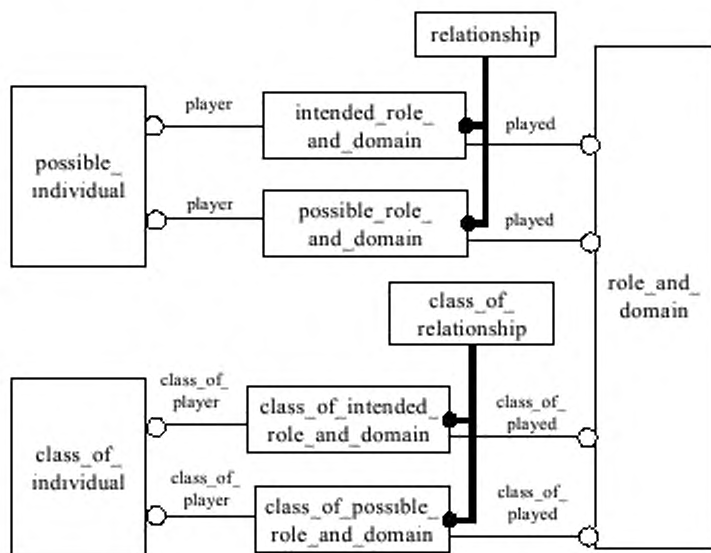 relationship
player
intended_role_
and_domain
played
possible_
individual
player
possible_role_
and_domain
played
role_and_
domain
class_of_
relationship
class_of_
player
class_of_intended_
role_and_domain
class_of_
played
class_of_
individual
class_of_
player
class_of_possible_
role_and_domain
class_of_
played